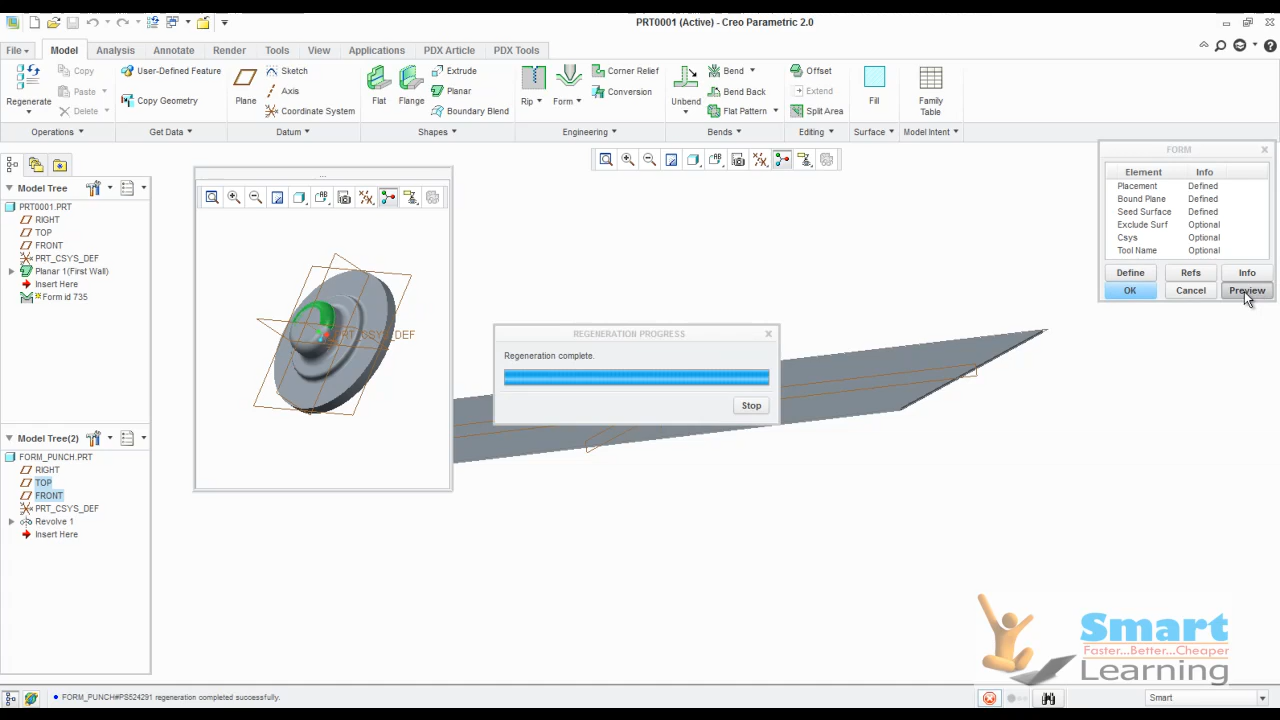 PRT0001 (Active) - Creo Parametric 2.0
File Model Analysis Annotate Render Tools View Applications PDX Article PDX Tools
Regenerate
Copy
Paste
Delete
Operations
User-Defined Feature
Copy Geometry
Get Data
Plane
Sketch
Axis
Coordinate System
Datum
Flat
Flange
Extrude
Planar
Boundary Blend
Shapes
Rip
Form
Corner Relief
Conversion
Engineering
Unbend
Bend
Bend Back
Flat Pattern
Bends
Offset
Extend
Split Area
Editing
Fill
Surface
Family
Table
Model Intent
Model Tree
PRT0001.PRT
RIGHT
TOP
FRONT
PRT_CSYS_DEF
Planar 1(First Wall)
Insert Here
Form id 735
Model Tree(2)
FORM_PUNCH.PRT
RIGHT
TOP
FRONT
PRT_CSYS_DEF
Revolve 1
Insert Here
...
PRT_CSYS_DEF
REGENERATION PROGRESS
Regeneration complete.
Stop
FORM
Element Info
Placement Defined
Bound Plane Defined
Seed Surface Defined
Exclude Surf Optional
Csys Optional
Tool Name Optional
Define Refs Info
OK Cancel Preview
Smart
Faster...Better...Cheaper
Learning
FORM_PUNCH#PS524291 regeneration completed successfully.
Smart